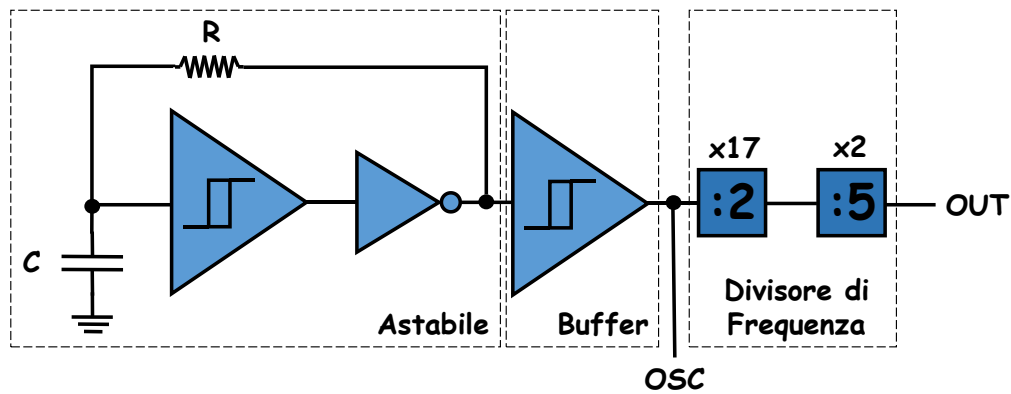 R
x17
x2
:2
:5
OUT
C
Astabile
Buffer
Divisore di
Frequenza
OSC